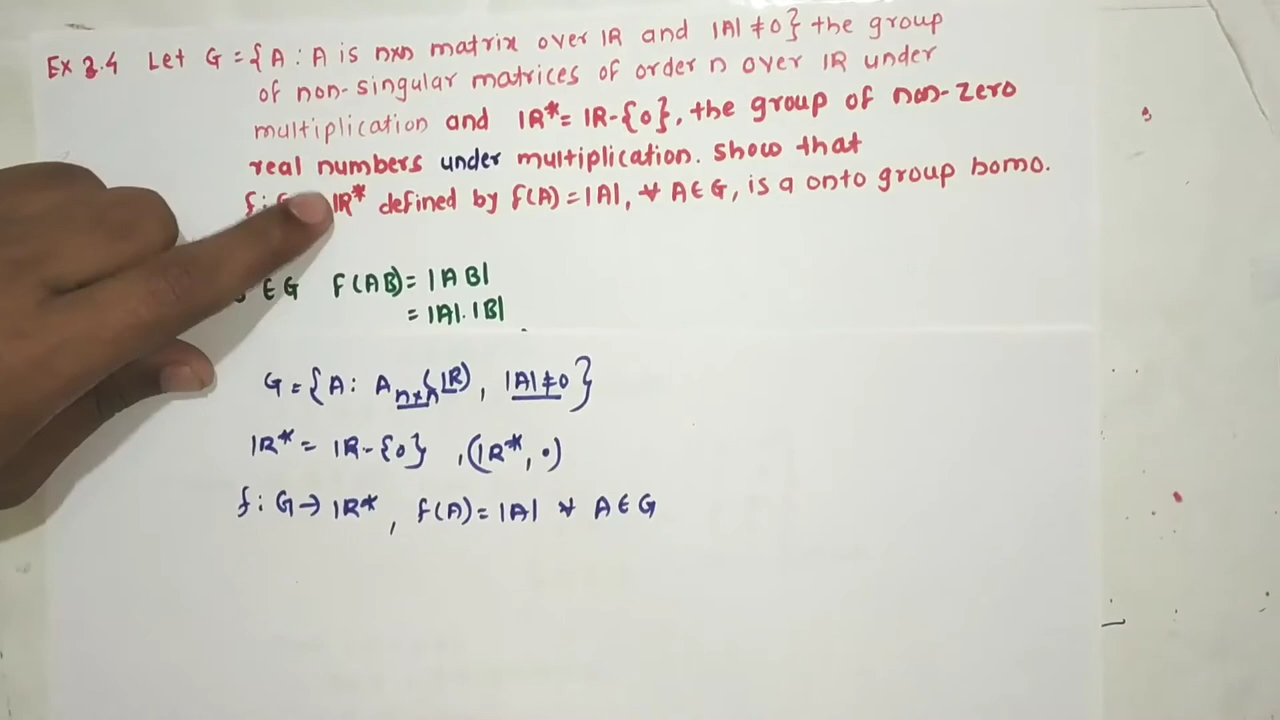 Ex 3.4 Let G = {A : A is nxn matrix over IR and |A| ≠ 0} the group
of non-singular matrices of order n over IR under
multiplication and IR* = IR-{0}, the group of non-zero
real numbers under multiplication. show that
f: G IR* defined by f(A) = |A|, ∀ A∈G, is a onto group homo.
∈ G f(AB) = |AB|
= |A|.|B|
G = {A : A n×n (IR), |A| ≠ 0}
IR* = IR-{0} , (IR*, •)
f : G → IR* , f(A) = |A| ∀ A ∈ G